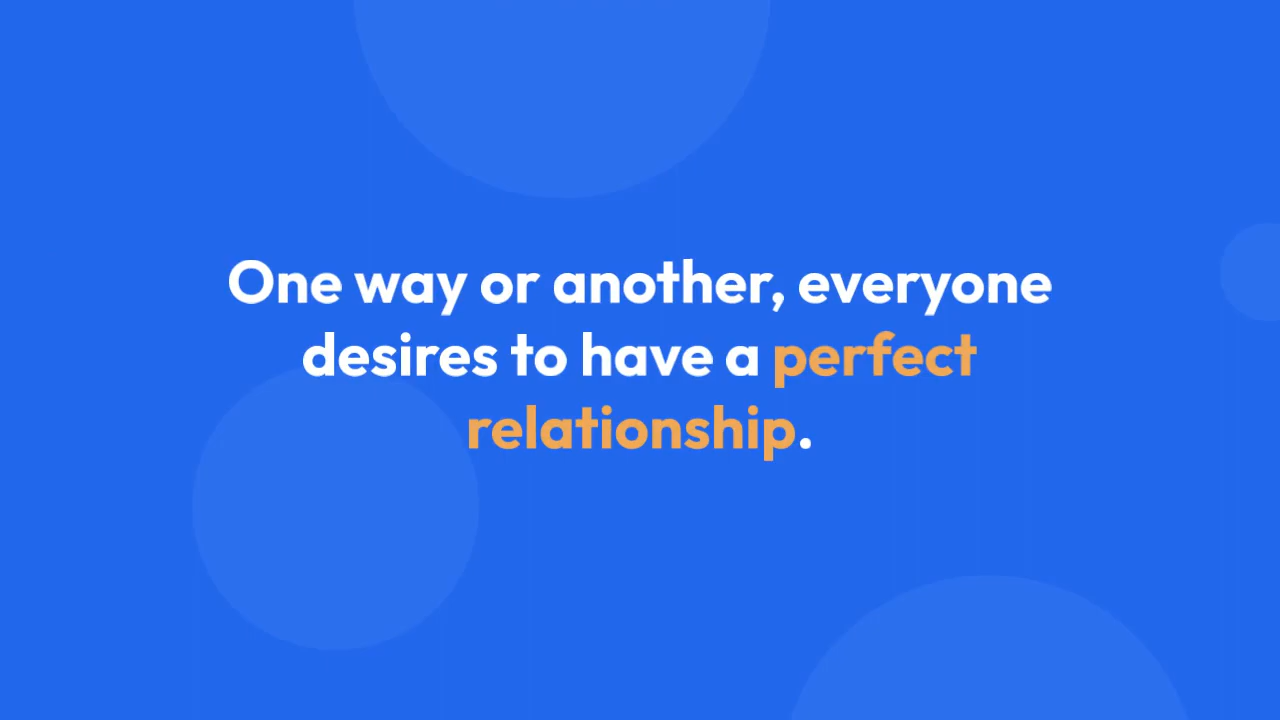 One way or another, everyone
desires to have a perfect
relationship.